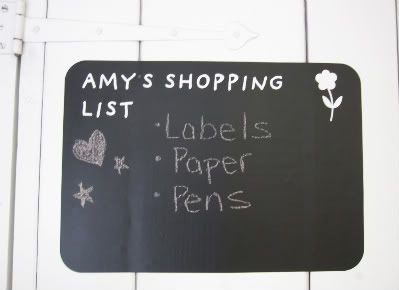 AMY'S SHOPPING
LIST
· Labels
· Paper
· Pens